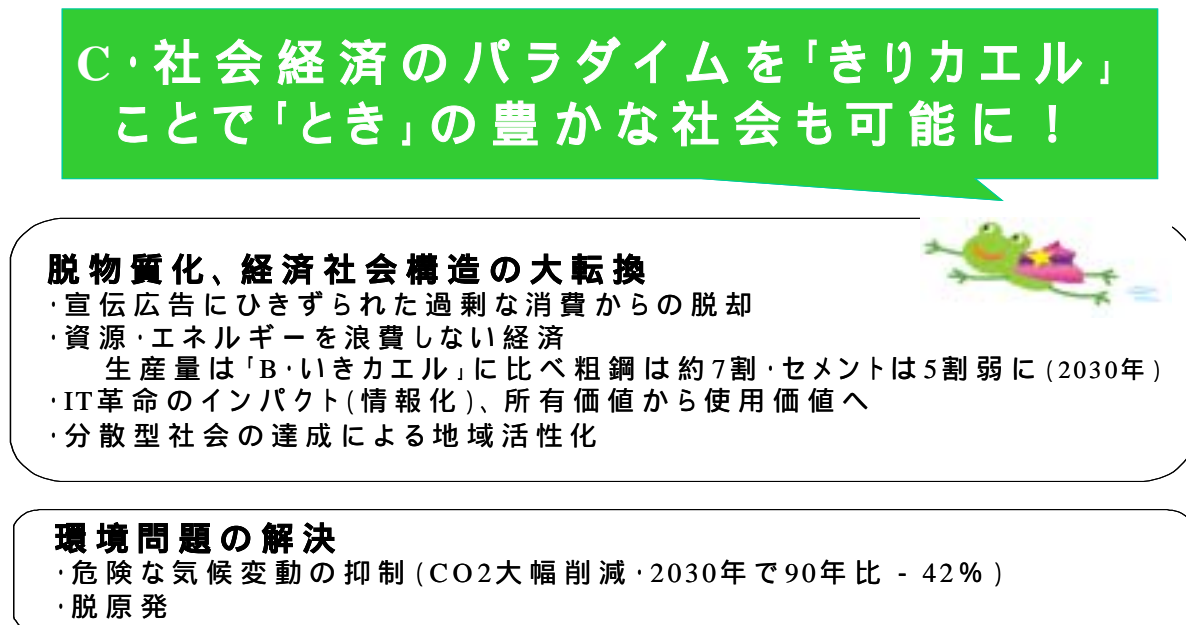 C・社会経済のパラダイムを「きりカエル」
ことで「とき」の豊かな社会も可能に！
脱物質化、経済社会構造の大転換
・宣伝広告にひきずられた過剰な消費からの脱却
・資源・エネルギーを浪費しない経済
生産量は「B・いきカエル」に比べ粗鋼は約7割・セメントは5割弱に(2030年)
・IT革命のインパクト(情報化)、所有価値から使用価値へ
・分散型社会の達成による地域活性化
環境問題の解決
・危険な気候変動の抑制(CO2大幅削減・2030年で90年比 - 42%)
・脱原発